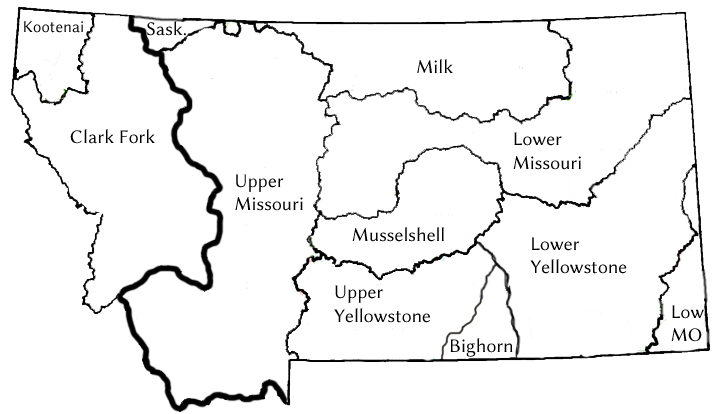 Kootenai
Sask.
Milk
Clark Fork
Lower
Missouri
Upper
Missouri
Musselshell
Lower
Yellowstone
Upper
Yellowstone
Low
MO
Bighorn